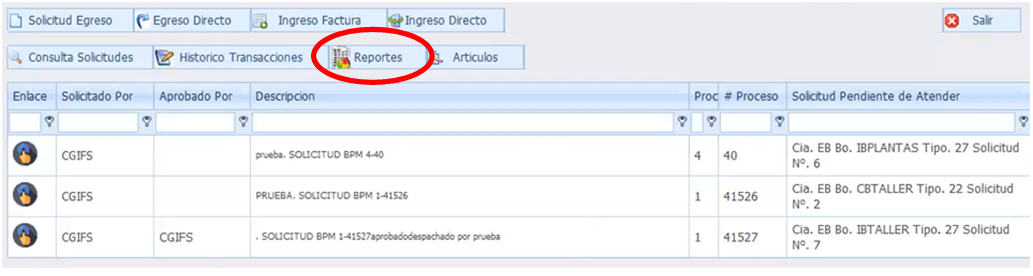 Solicitud Egreso Egreso Directo Ingreso Factura Ingreso Directo Salir
Consulta Solicitudes Historico Transacciones Reportes Articulos
Enlace Solicitado Por Aprobado Por Descripcion Proc # Proceso Solicitud Pendiente de Atender
CGIFS prueba. SOLICITUD BPM 4-40 4 40 Cia. EB Bo. IBPLANTAS Tipo. 27 Solicitud
Nº. 6
CGIFS PRUEBA. SOLICITUD BPM 1-41526 1 41526 Cia. EB Bo. CBTALLER Tipo. 22 Solicitud
Nº. 2
CGIFS CGIFS . SOLICITUD BPM 1-41527aprobadodespachado por prueba 1 41527 Cia. EB Bo. IBTALLER Tipo. 27 Solicitud
Nº. 7